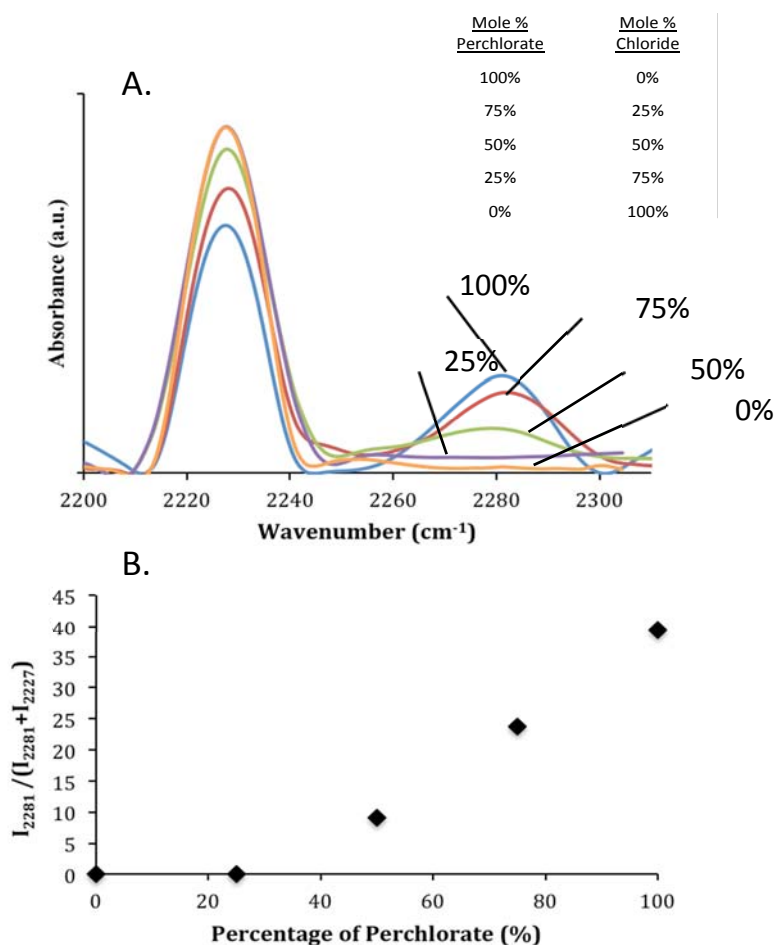 Mole % Mole %
Perchlorate Chloride
100% 0%
75% 25%
50% 50%
25% 75%
0% 100%
A.
Absorbance (a.u.)
100%
75%
25%
50%
0%
2200 2220 2240 2260 2280 2300
Wavenumber (cm⁻¹)
B.
I₂₂₈₁/(I₂₂₈₁+I₂₂₂₇)
45
40
35
30
25
20
15
10
5
0
0 20 40 60 80 100
Percentage of Perchlorate (%)